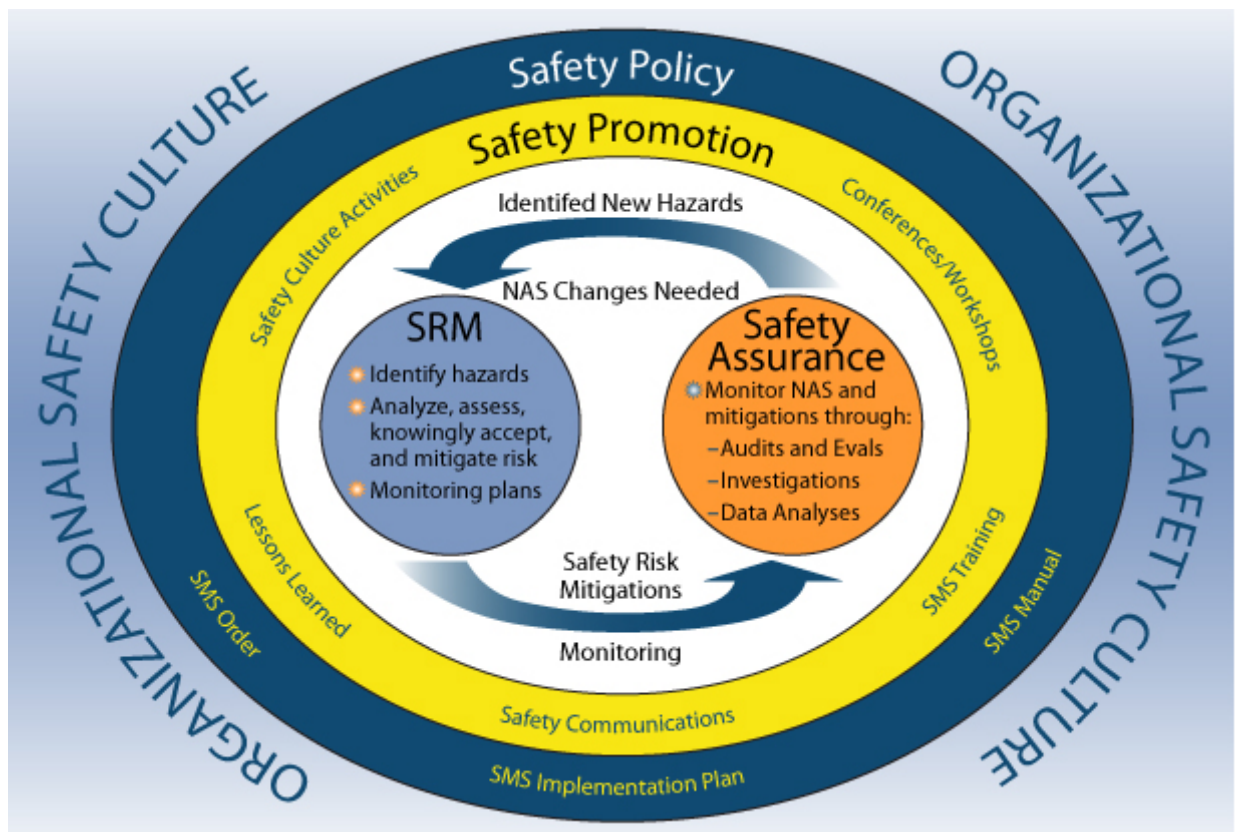 ORGANIZATIONAL SAFETY CULTURE
ORGANIZATIONAL SAFETY CULTURE
Safety Policy
Safety Promotion
Safety Culture Activities
Conferences/Workshops
Identifed New Hazards
NAS Changes Needed
SRM
Identify hazards
Analyze, assess,
knowingly accept,
and mitigate risk
Monitoring plans
Safety
Assurance
Monitor NAS and
mitigations through:
–Audits and Evals
–Investigations
–Data Analyses
Safety Risk
Mitigations
Monitoring
Lessons Learned
SMS Training
Safety Communications
SMS Order
SMS Manual
SMS Implementation Plan